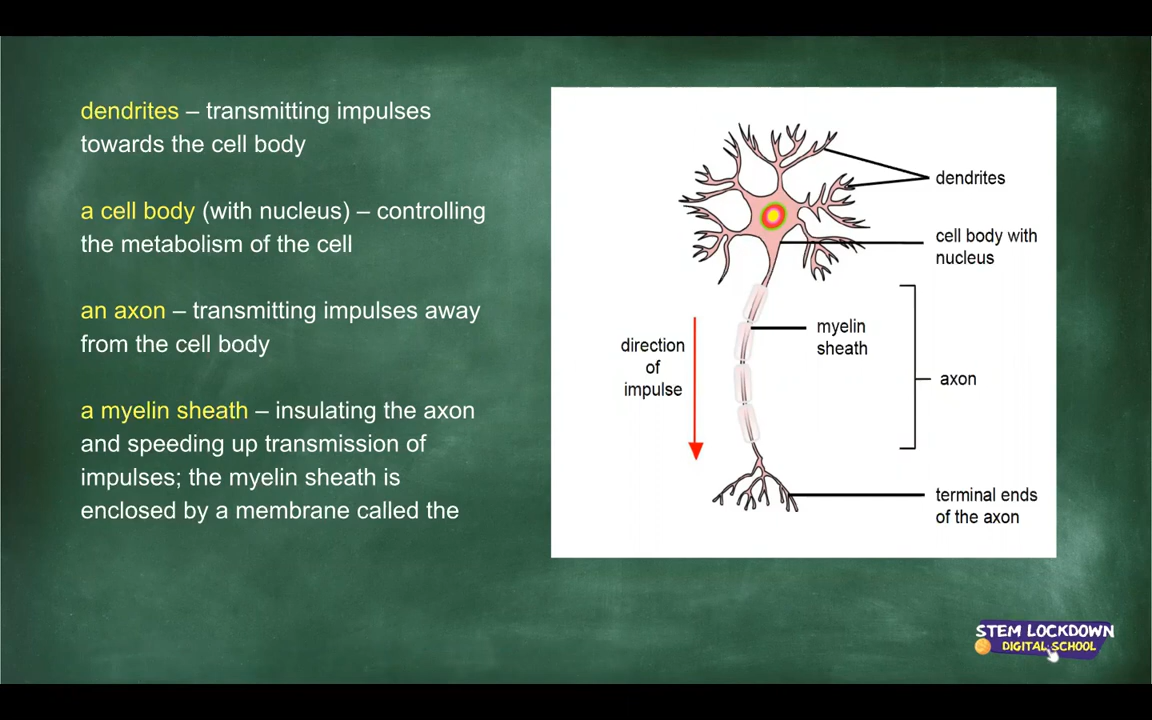 dendrites – transmitting impulses
towards the cell body
a cell body (with nucleus) – controlling
the metabolism of the cell
an axon – transmitting impulses away
from the cell body
a myelin sheath – insulating the axon
and speeding up transmission of
impulses; the myelin sheath is
enclosed by a membrane called the
dendrites
cell body with
nucleus
myelin
sheath
direction
of
impulse
axon
terminal ends
of the axon
STEM LOCKDOWN
DIGITAL SCHOOL